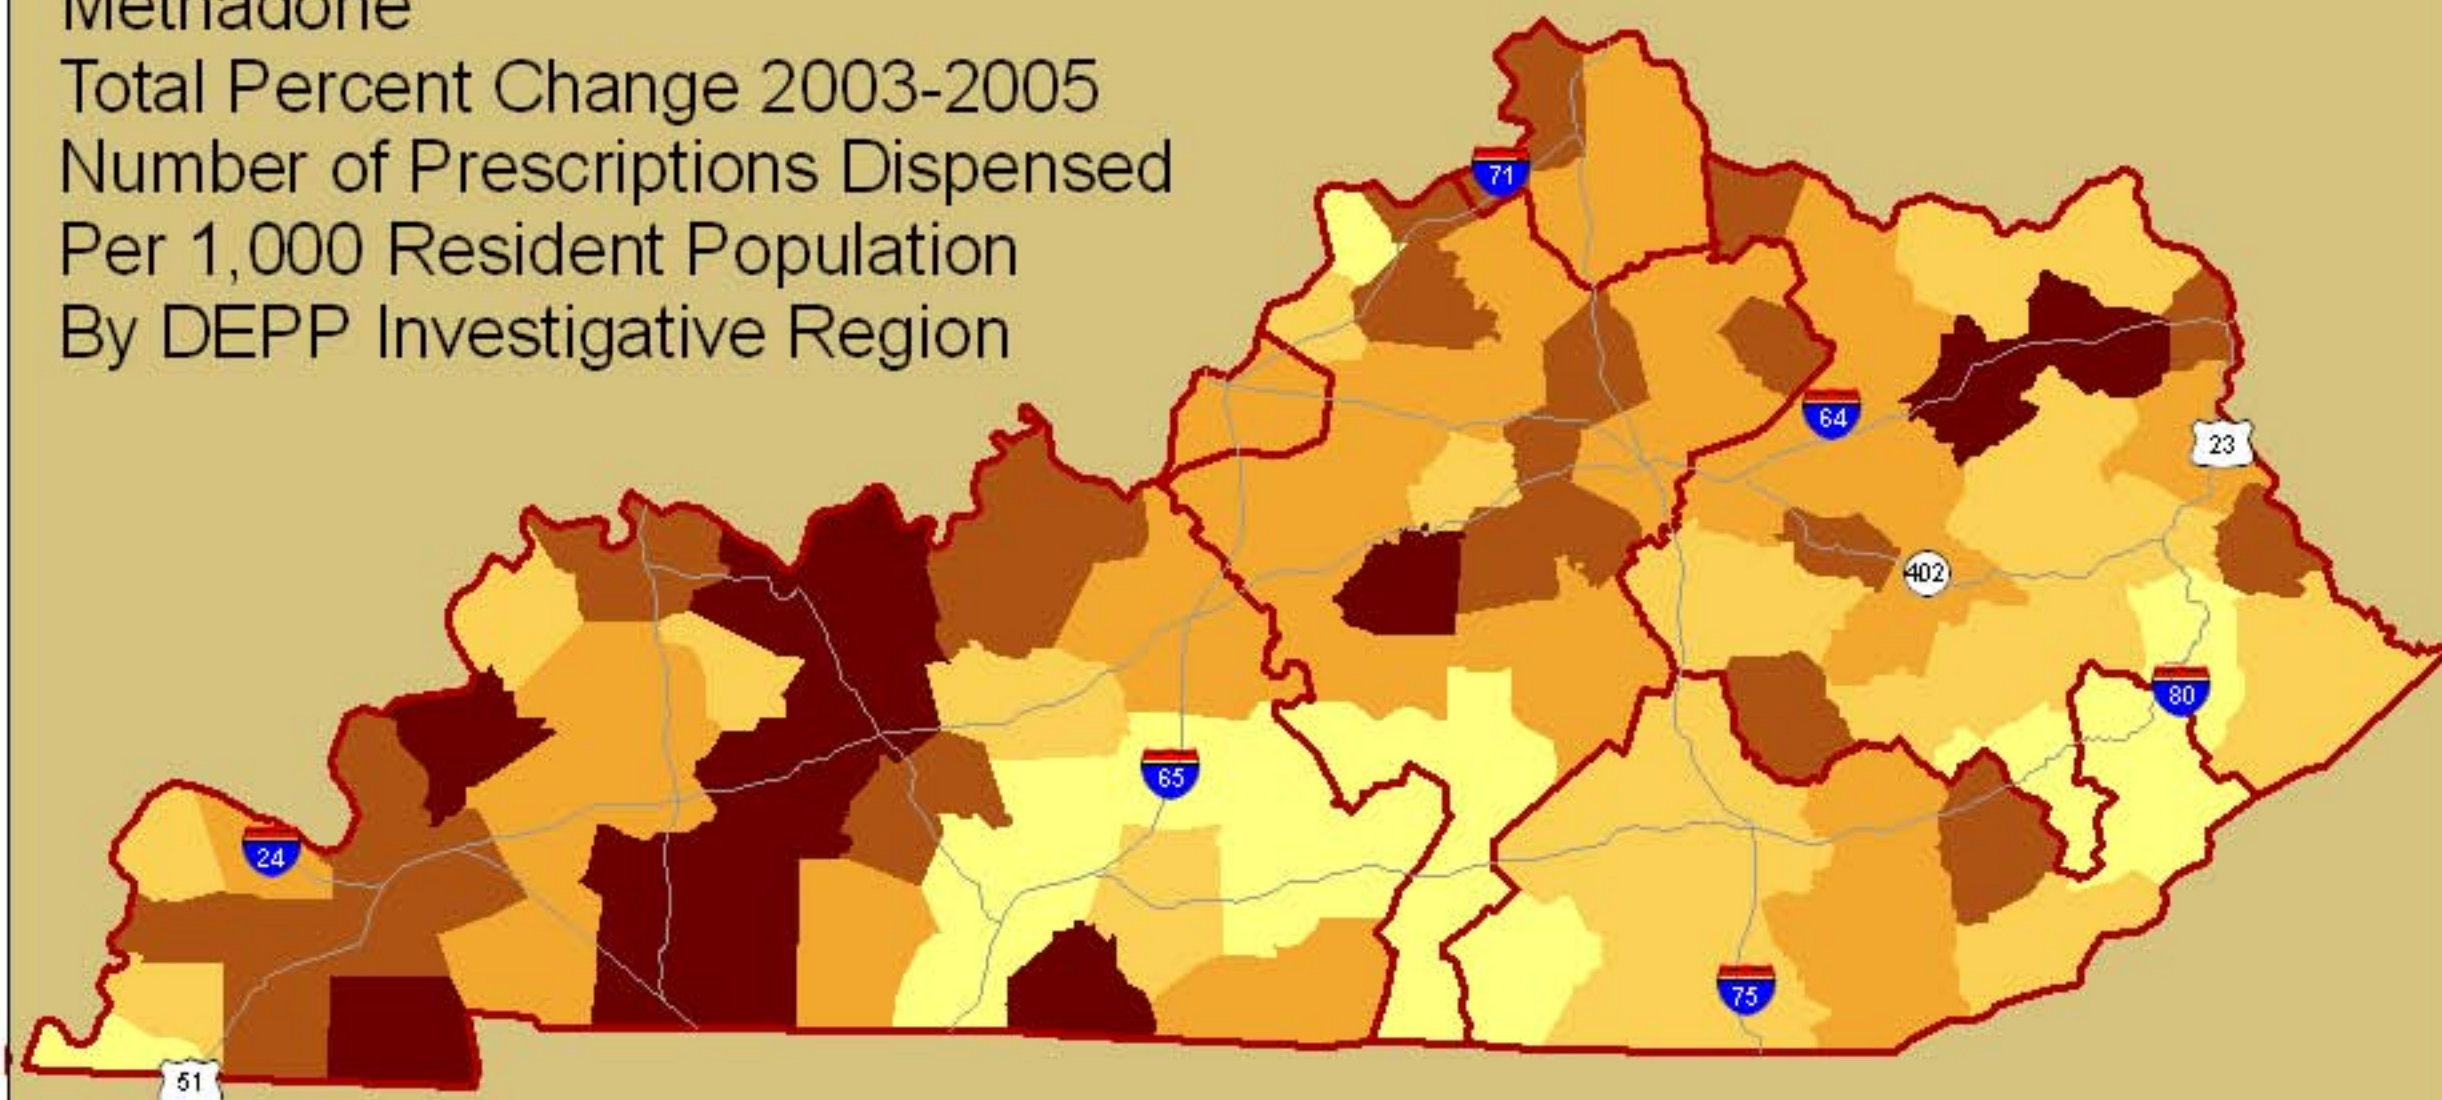 Methadone
Total Percent Change 2003-2005
Number of Prescriptions Dispensed
Per 1,000 Resident Population
By DEPP Investigative Region
71
64
23
402
80
65
24
75
51